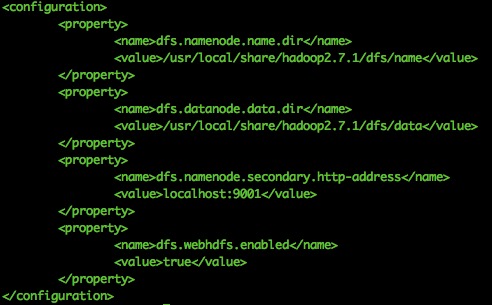 <configuration>
<property>
<name>dfs.namenode.name.dir</name>
<value>/usr/local/share/hadoop2.7.1/dfs/name</value>
</property>
<property>
<name>dfs.datanode.data.dir</name>
<value>/usr/local/share/hadoop2.7.1/dfs/data</value>
</property>
<property>
<name>dfs.namenode.secondary.http-address</name>
<value>localhost:9001</value>
</property>
<property>
<name>dfs.webhdfs.enabled</name>
<value>true</value>
</property>
</configuration>